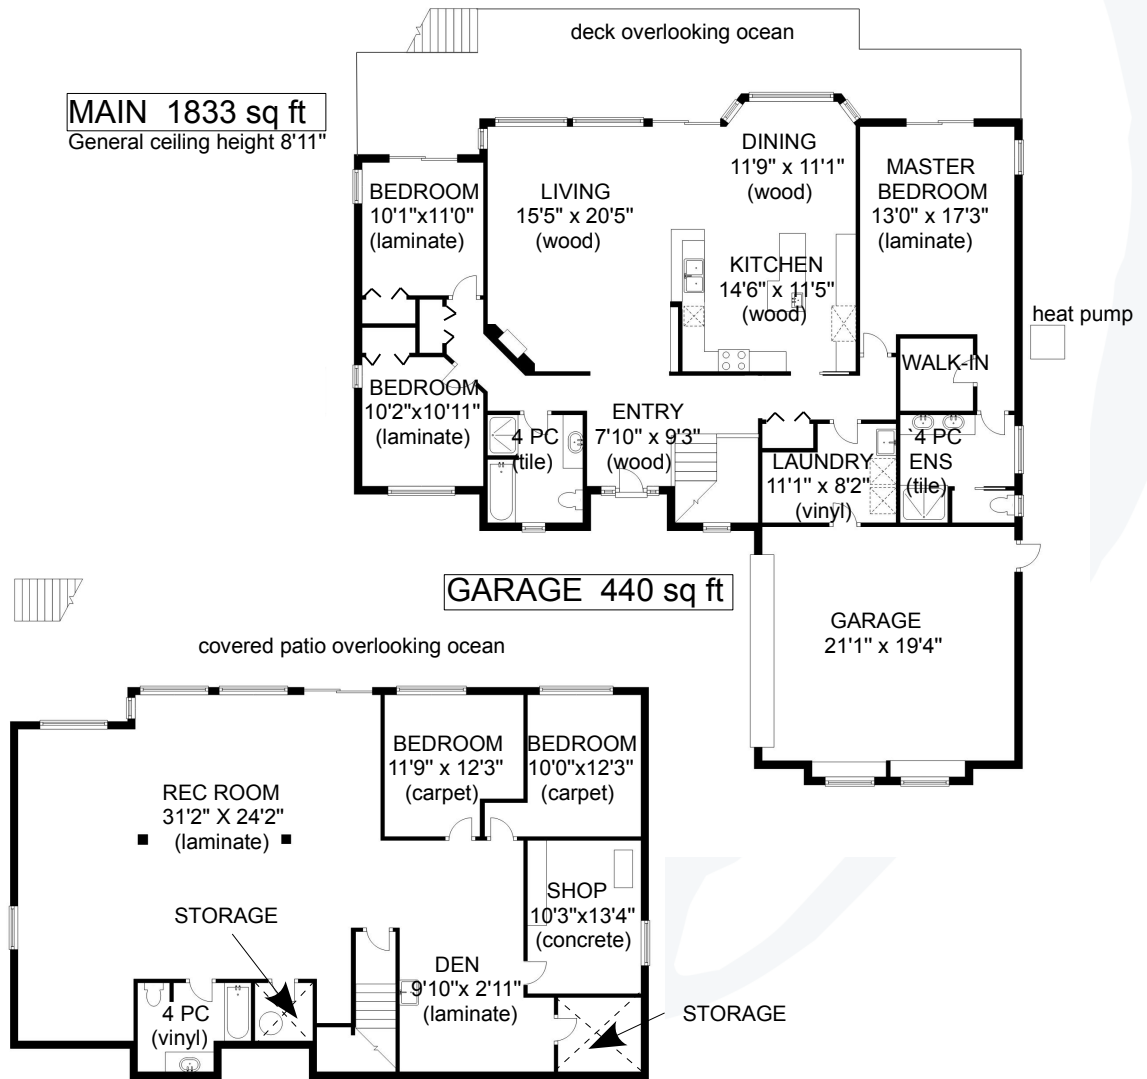 deck overlooking ocean
MAIN 1833 sq ft
General ceiling height 8'11"
BEDROOM
10'1"x11'0"
(laminate)
LIVING
15'5" x 20'5"
(wood)
DINING
11'9" x 11'1"
(wood)
MASTER
BEDROOM
13'0" x 17'3"
(laminate)
KITCHEN
14'6" x 11'5"
(wood)
heat pump
WALK-IN
BEDROOM
10'2"x10'11"
(laminate)
4 PC
(tile)
ENTRY
7'10" x 9'3"
(wood)
LAUNDRY
11'1" x 8'2"
(vinyl)
`4 PC
ENS
(tile)
GARAGE 440 sq ft
GARAGE
21'1" x 19'4"
covered patio overlooking ocean
REC ROOM
31'2" X 24'2"
(laminate)
BEDROOM
11'9" x 12'3"
(carpet)
BEDROOM
10'0"x12'3"
(carpet)
SHOP
10'3"x13'4"
(concrete)
STORAGE
DEN
9'10"x 2'11"
(laminate)
4 PC
(vinyl)
STORAGE